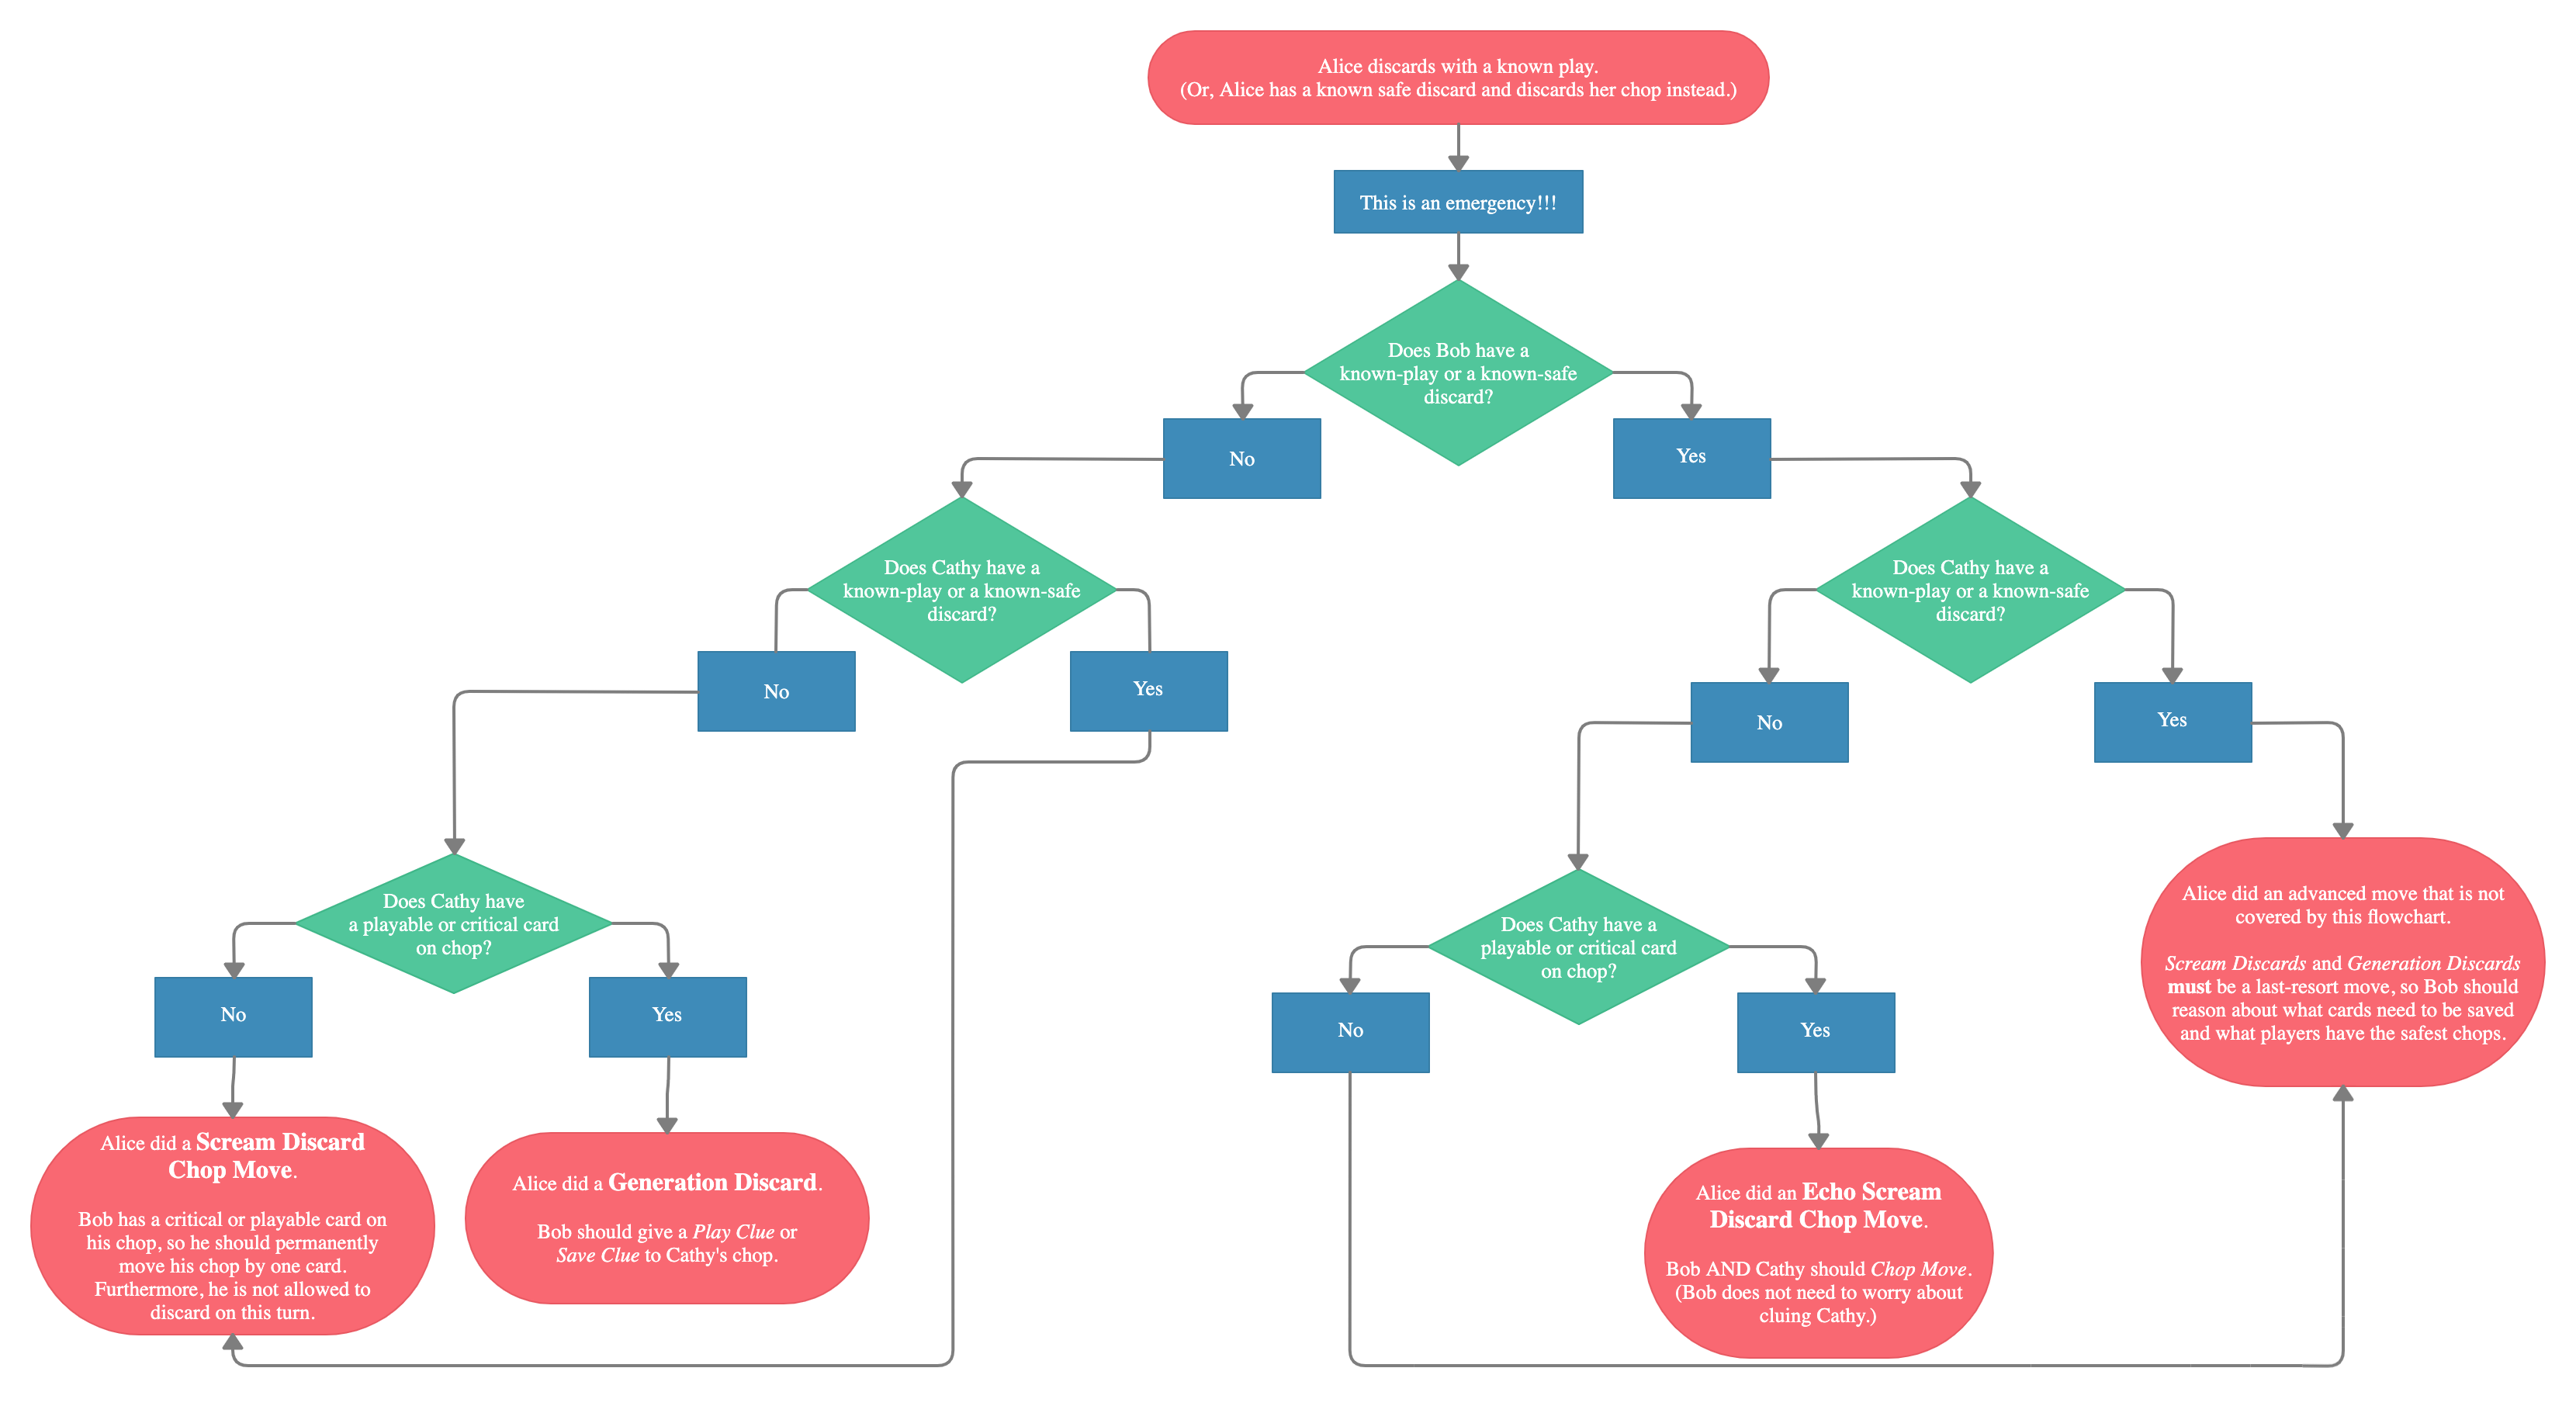 Alice discards with a known play.
(Or, Alice has a known safe discard and discards her chop instead.)
This is an emergency!!!
Does Bob have a
known-play or a known-safe
discard?
No
Yes
Does Cathy have a
known-play or a known-safe
discard?
Does Cathy have a
known-play or a known-safe
discard?
No
Yes
No
Yes
Does Cathy have
a playable or critical card
on chop?
Does Cathy have a
playable or critical card
on chop?
Alice did an advanced move that is not
covered by this flowchart.
Scream Discards and Generation Discards
must be a last-resort move, so Bob should
reason about what cards need to be saved
and what players have the safest chops.
No
Yes
No
Yes
Alice did a Scream Discard
Chop Move.
Bob has a critical or playable card on
his chop, so he should permanently
move his chop by one card.
Furthermore, he is not allowed to
discard on this turn.
Alice did a Generation Discard.
Bob should give a Play Clue or
Save Clue to Cathy's chop.
Alice did an Echo Scream
Discard Chop Move.
Bob AND Cathy should Chop Move.
(Bob does not need to worry about
cluing Cathy.)